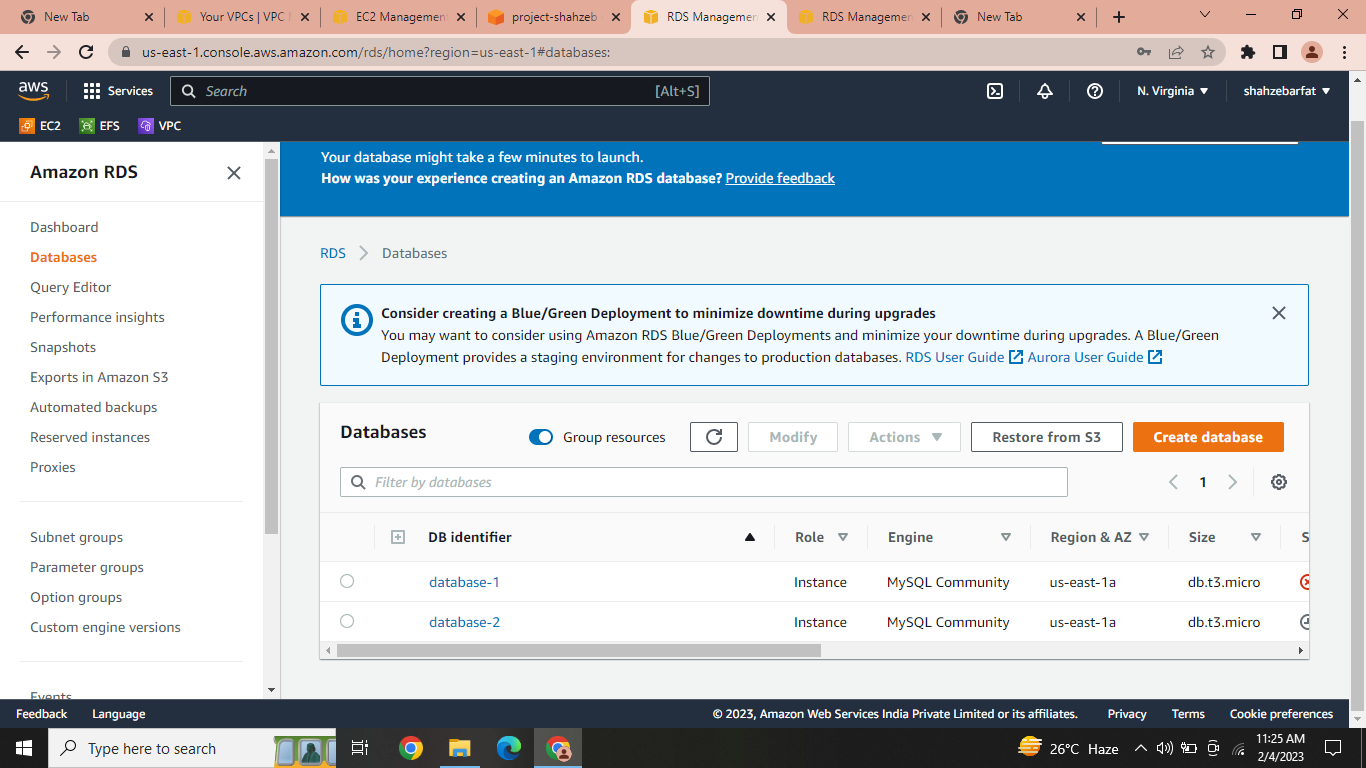 New Tab
Your VPCs | VPC
EC2 Managemen
project-shahzeb
RDS Managemen
RDS Managemen
New Tab
us-east-1.console.aws.amazon.com/rds/home?region=us-east-1#databases:
aws
Services
Search
[Alt+S]
N. Virginia
shahzebarfat
EC2
EFS
VPC
Amazon RDS
Dashboard
Databases
Query Editor
Performance insights
Snapshots
Exports in Amazon S3
Automated backups
Reserved instances
Proxies
Subnet groups
Parameter groups
Option groups
Custom engine versions
Events
Your database might take a few minutes to launch.
How was your experience creating an Amazon RDS database? Provide feedback
RDS
Databases
Consider creating a Blue/Green Deployment to minimize downtime during upgrades
You may want to consider using Amazon RDS Blue/Green Deployments and minimize your downtime during upgrades. A Blue/Green
Deployment provides a staging environment for changes to production databases. RDS User Guide Aurora User Guide
Databases
Group resources
Modify
Actions
Restore from S3
Create database
Filter by databases
1
DB identifier Role Engine Region & AZ Size S
database-1 Instance MySQL Community us-east-1a db.t3.micro
database-2 Instance MySQL Community us-east-1a db.t3.micro
Feedback
Language
© 2023, Amazon Web Services India Private Limited or its affiliates.
Privacy
Terms
Cookie preferences
Type here to search
26°C Haze
11:25 AM
2/4/2023